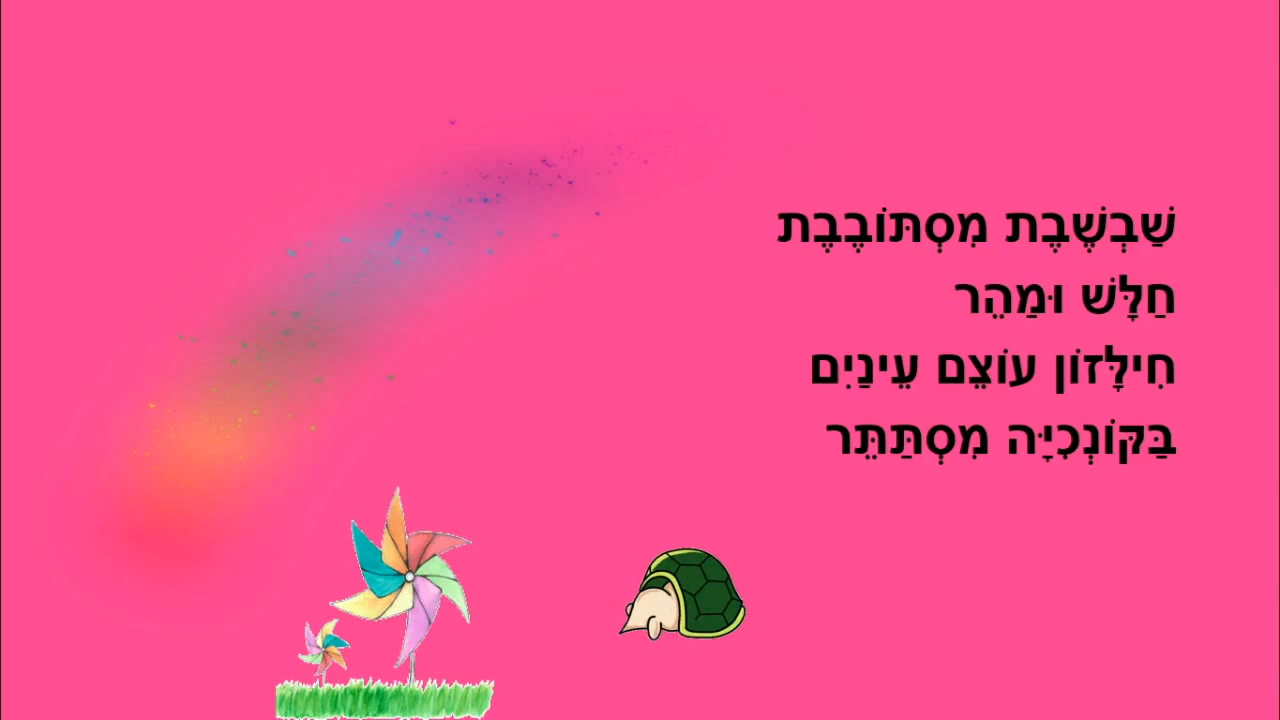 שַׁבְשֶׁבֶת מִסְתּוֹבֶבֶת
חַלָּשׁ וּמַהֵר
חִילָּזוֹן עוֹצֵם עֵינַיִם
בַּקּוֹנְכִיָּה מִסְתַּתֵּר